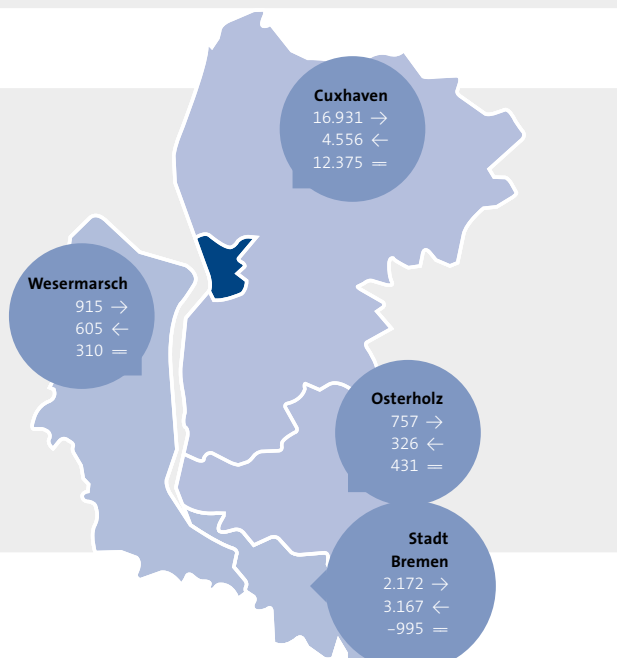 Cuxhaven
16.931 →
4.556 ←
12.375 =
Wesermarsch
915 →
605 ←
310 =
Osterholz
757 →
326 ←
431 =
Stadt
Bremen
2.172 →
3.167 ←
-995 =